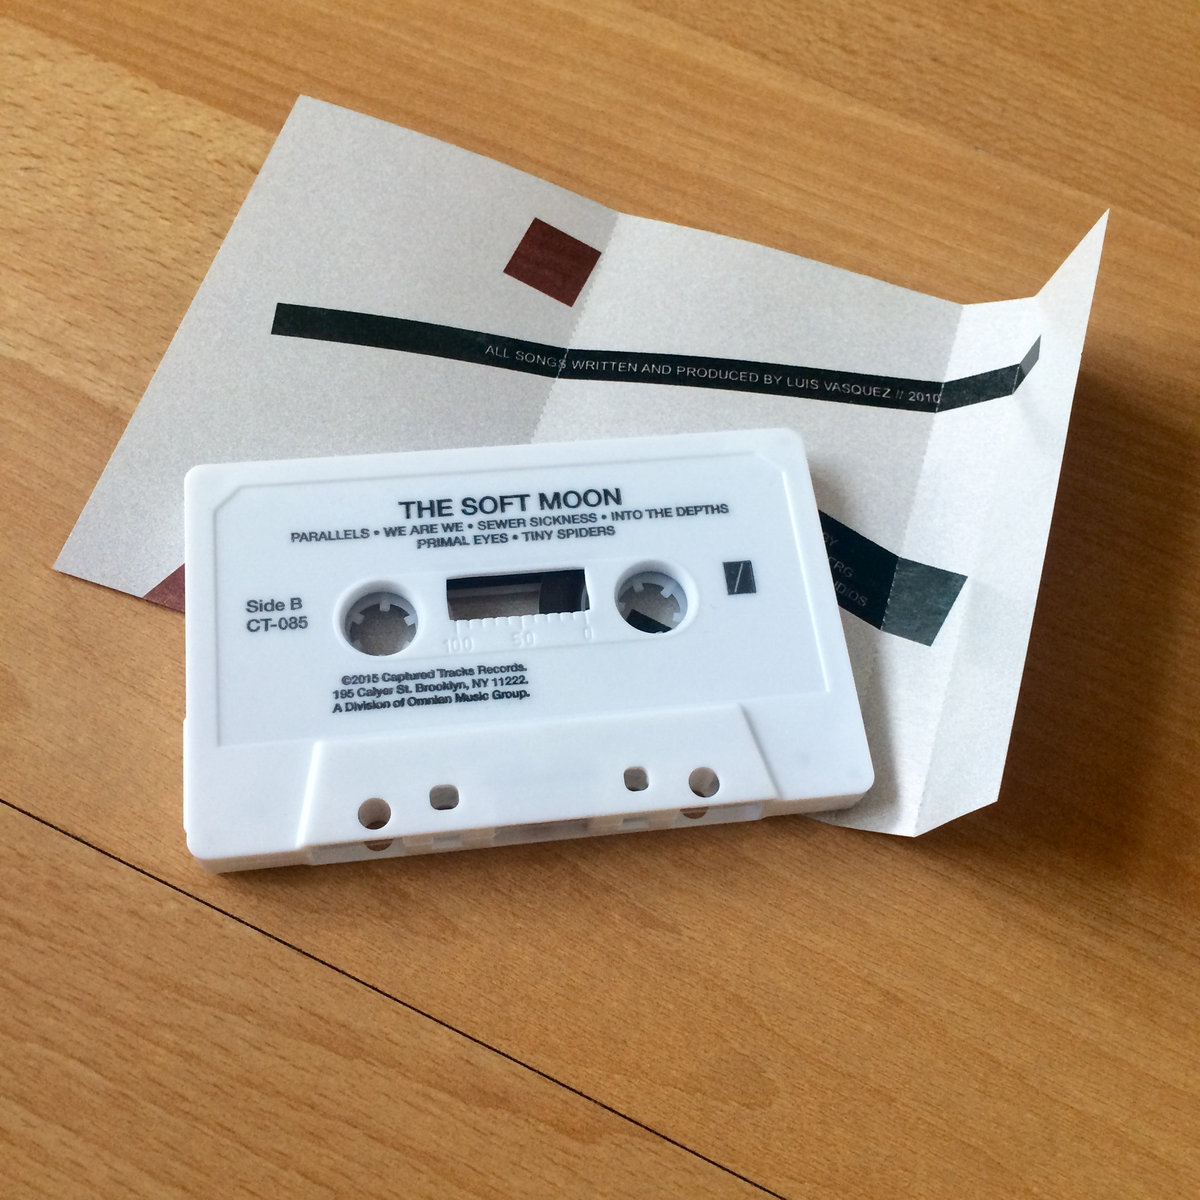 ALL SONGS WRITTEN AND PRODUCED BY LUIS VASQUEZ // 2010
THE SOFT MOON
PARALLELS • WE ARE WE • SEWER SICKNESS • INTO THE DEPTHS
PRIMAL EYES • TINY SPIDERS
Side B
CT-085
100 50 0
©2015 Captured Tracks Records.
195 Calyer St. Brooklyn, NY 11222.
A Division of Omnian Music Group.
BY